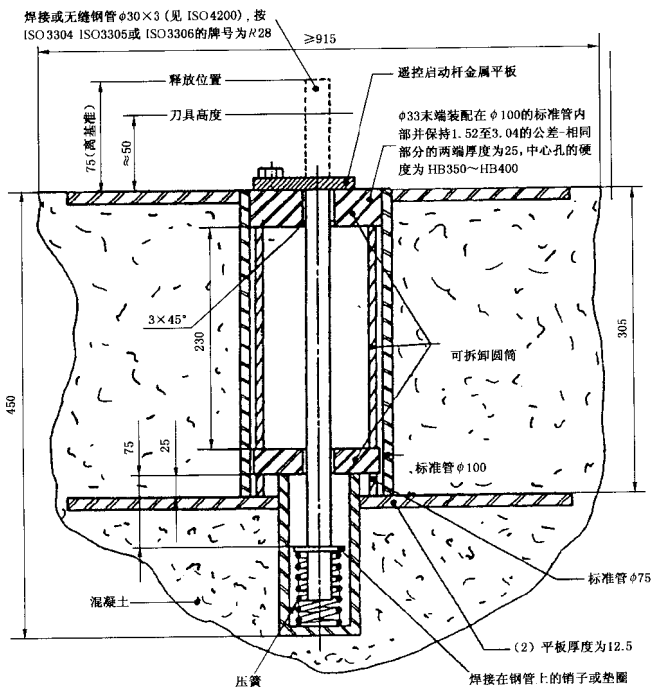 焊接或无缝钢管φ30×3(见 ISO4200),按
ISO3304 ISO3305或 ISO3306的牌号为R28
≥915
释放位置
刀具高度
75(离基准)
≈50
遥控启动杆金属平板
φ33末端装配在φ100的标准管内
部并保持1.52至3.04的公差-相同
部分的两端厚度为25,中心孔的硬
度为HB350～HB400
3×45°
230
可拆卸圆筒
305
450
75
25
标准管φ100
标准管φ75
混凝土
(2) 平板厚度为12.5
压簧
焊接在钢管上的销子或垫圈